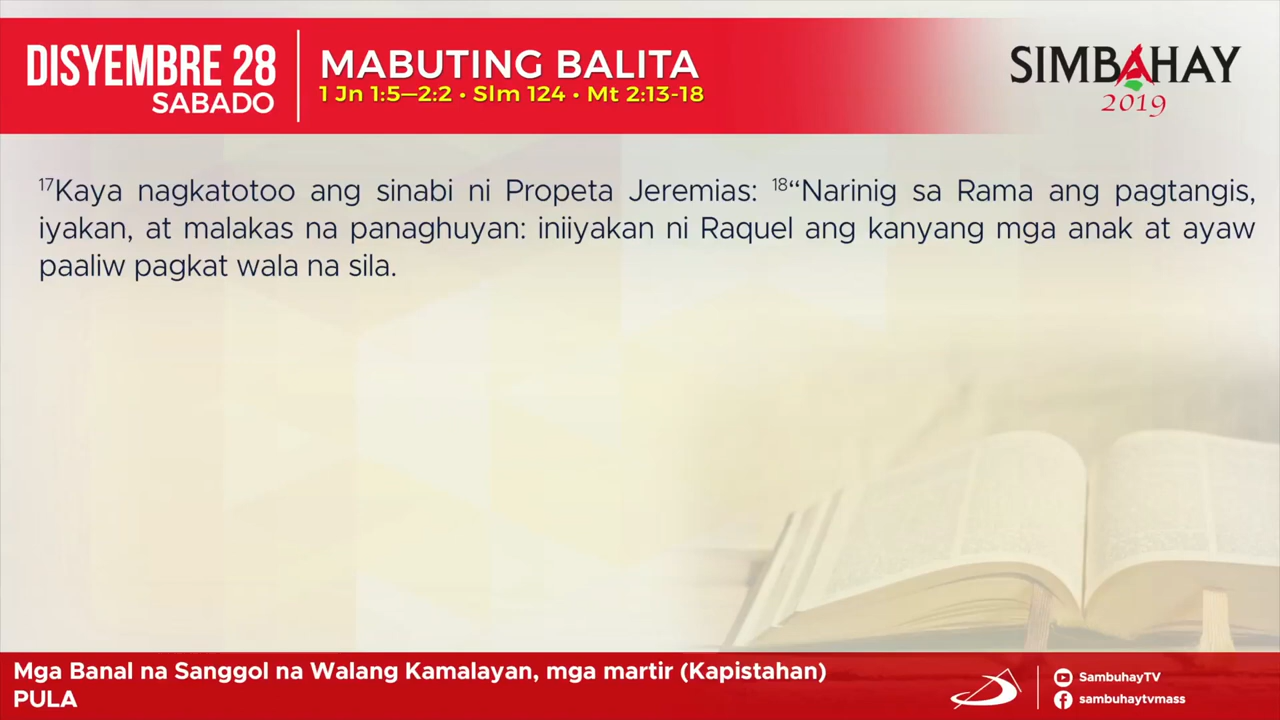 DISYEMBRE 28
SABADO
MABUTING BALITA
1 Jn 1:5—2:2 • Slm 124 • Mt 2:13-18
SIMBAHAY
2019
17Kaya nagkatotoo ang sinabi ni Propeta Jeremias: 18“Narinig sa Rama ang pagtangis,
iyakan, at malakas na panaghuyan: iniiyakan ni Raquel ang kanyang mga anak at ayaw
paaliw pagkat wala na sila.
Mga Banal na Sanggol na Walang Kamalayan, mga martir (Kapistahan)
PULA
SambuhayTV
sambuhaytvmass